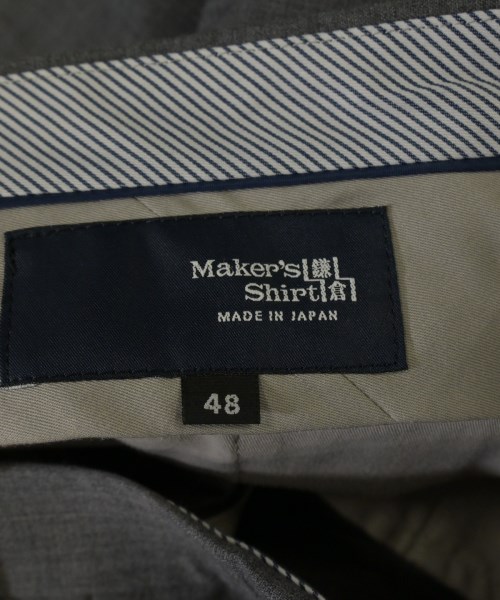 Maker's 鎌
Shirt 倉
MADE IN JAPAN
48